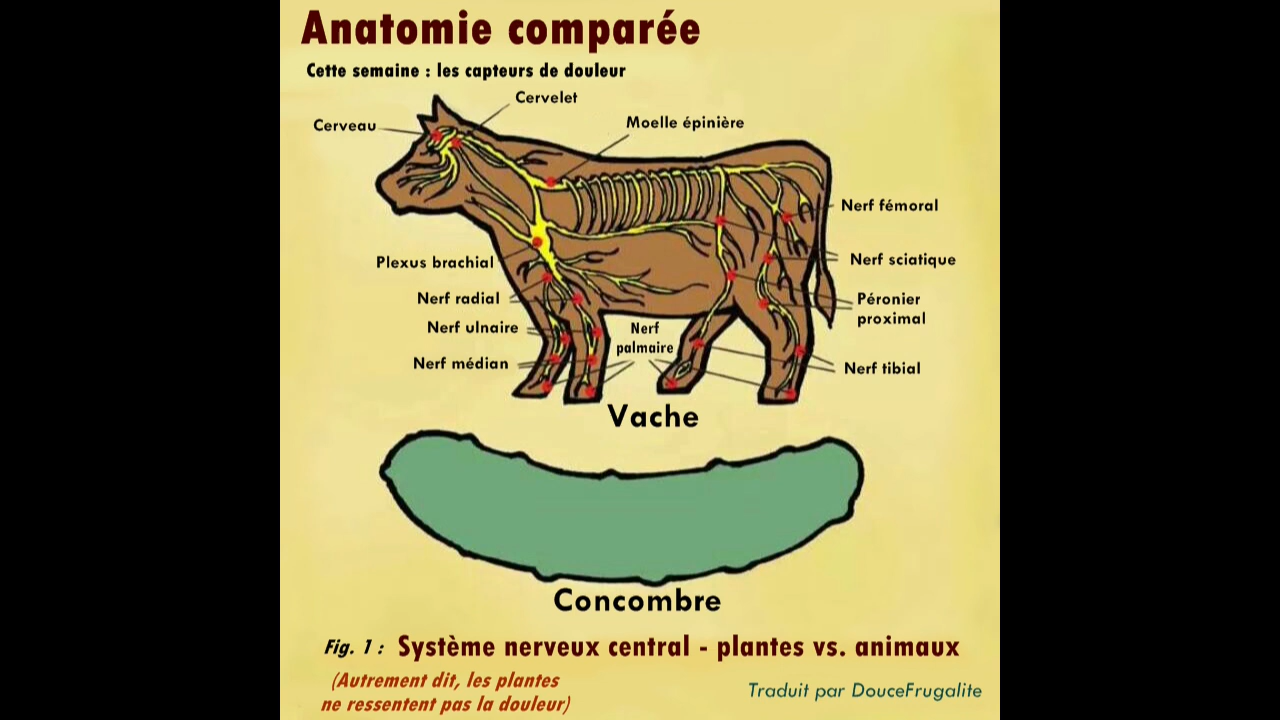 Anatomie comparée
Cette semaine : les capteurs de douleur
Cervelet
Cerveau
Moelle épinière
Nerf fémoral
Plexus brachial
Nerf sciatique
Nerf radial
Péronier
proximal
Nerf ulnaire
Nerf
palmaire
Nerf médian
Nerf tibial
Vache
Concombre
Fig. 1 : Système nerveux central - plantes vs. animaux
(Autrement dit, les plantes
ne ressentent pas la douleur)
Traduit par DouceFrugalite